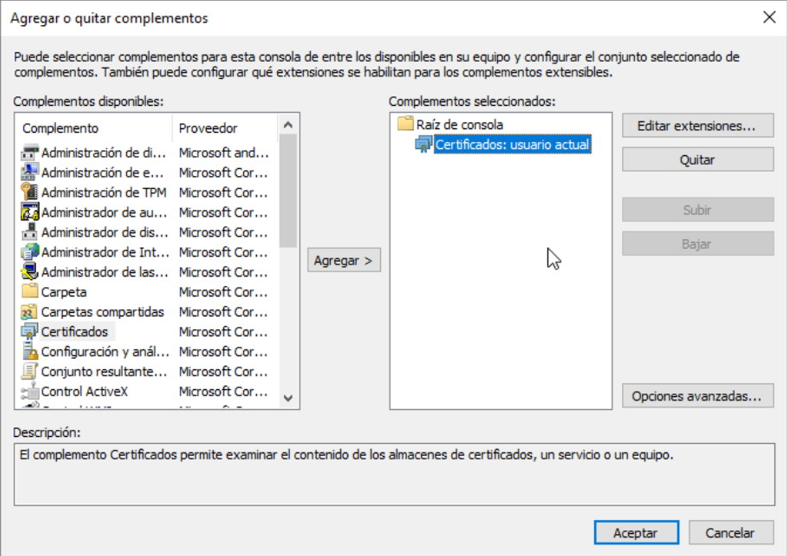 Agregar o quitar complementos
Puede seleccionar complementos para esta consola de entre los disponibles en su equipo y configurar el conjunto seleccionado de
complementos. También puede configurar qué extensiones se habilitan para los complementos extensibles.
Complementos disponibles:
Complemento Proveedor
Administración de di... Microsoft and...
Administración de e... Microsoft Cor...
Administración de TPM Microsoft Cor...
Administrador de au... Microsoft Cor...
Administrador de dis... Microsoft Cor...
Administrador de Int... Microsoft Cor...
Administrador de las... Microsoft Cor...
Carpeta Microsoft Cor...
Carpetas compartidas Microsoft Cor...
Certificados Microsoft Cor...
Configuración y anál... Microsoft Cor...
Conjunto resultante... Microsoft Cor...
Control ActiveX Microsoft Cor...
Agregar >
Complementos seleccionados:
Raíz de consola
Certificados: usuario actual
Editar extensiones...
Quitar
Subir
Bajar
Opciones avanzadas...
Descripción:
El complemento Certificados permite examinar el contenido de los almacenes de certificados, un servicio o un equipo.
Aceptar
Cancelar